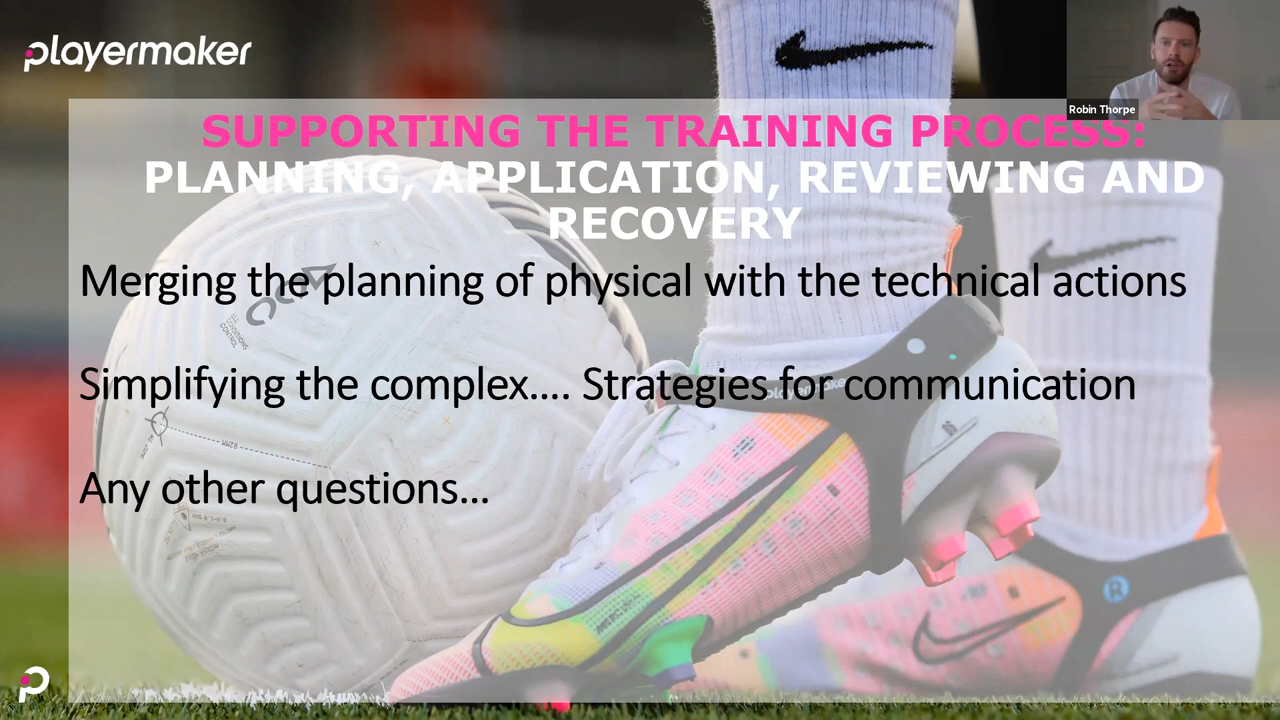 playermaker
Robin Thorpe
SUPPORTING THE TRAINING PROCESS:
PLANNING, APPLICATION, REVIEWING AND
RECOVERY
Merging the planning of physical with the technical actions
Simplifying the complex.... Strategies for communication
Any other questions...
playermaker
R